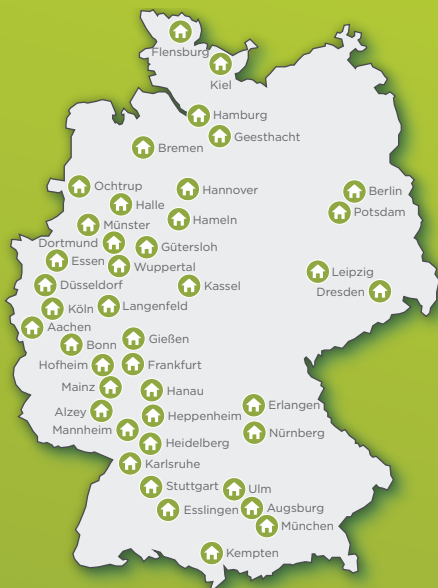 Flensburg
Kiel
Hamburg
Geesthacht
Bremen
Ochtrup
Hannover
Berlin
Halle
Potsdam
Münster
Hameln
Dortmund
Gütersloh
Essen
Wuppertal
Leipzig
Düsseldorf
Kassel
Dresden
Köln
Langenfeld
Aachen
Bonn
Gießen
Hofheim
Frankfurt
Mainz
Hanau
Alzey
Heppenheim
Erlangen
Mannheim
Nürnberg
Heidelberg
Karlsruhe
Stuttgart
Ulm
Esslingen
Augsburg
München
Kempten